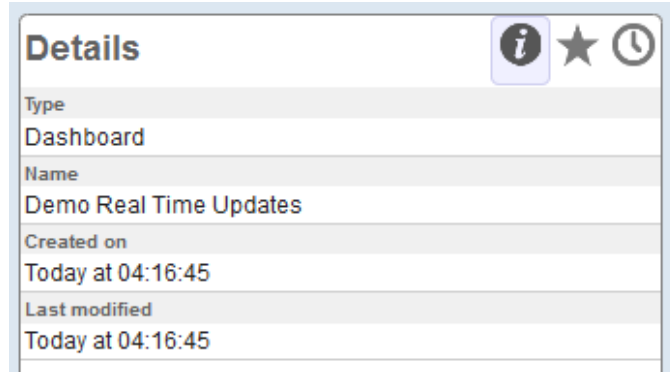 Details
Type
Dashboard
Name
Demo Real Time Updates
Created on
Today at 04:16:45
Last modified
Today at 04:16:45